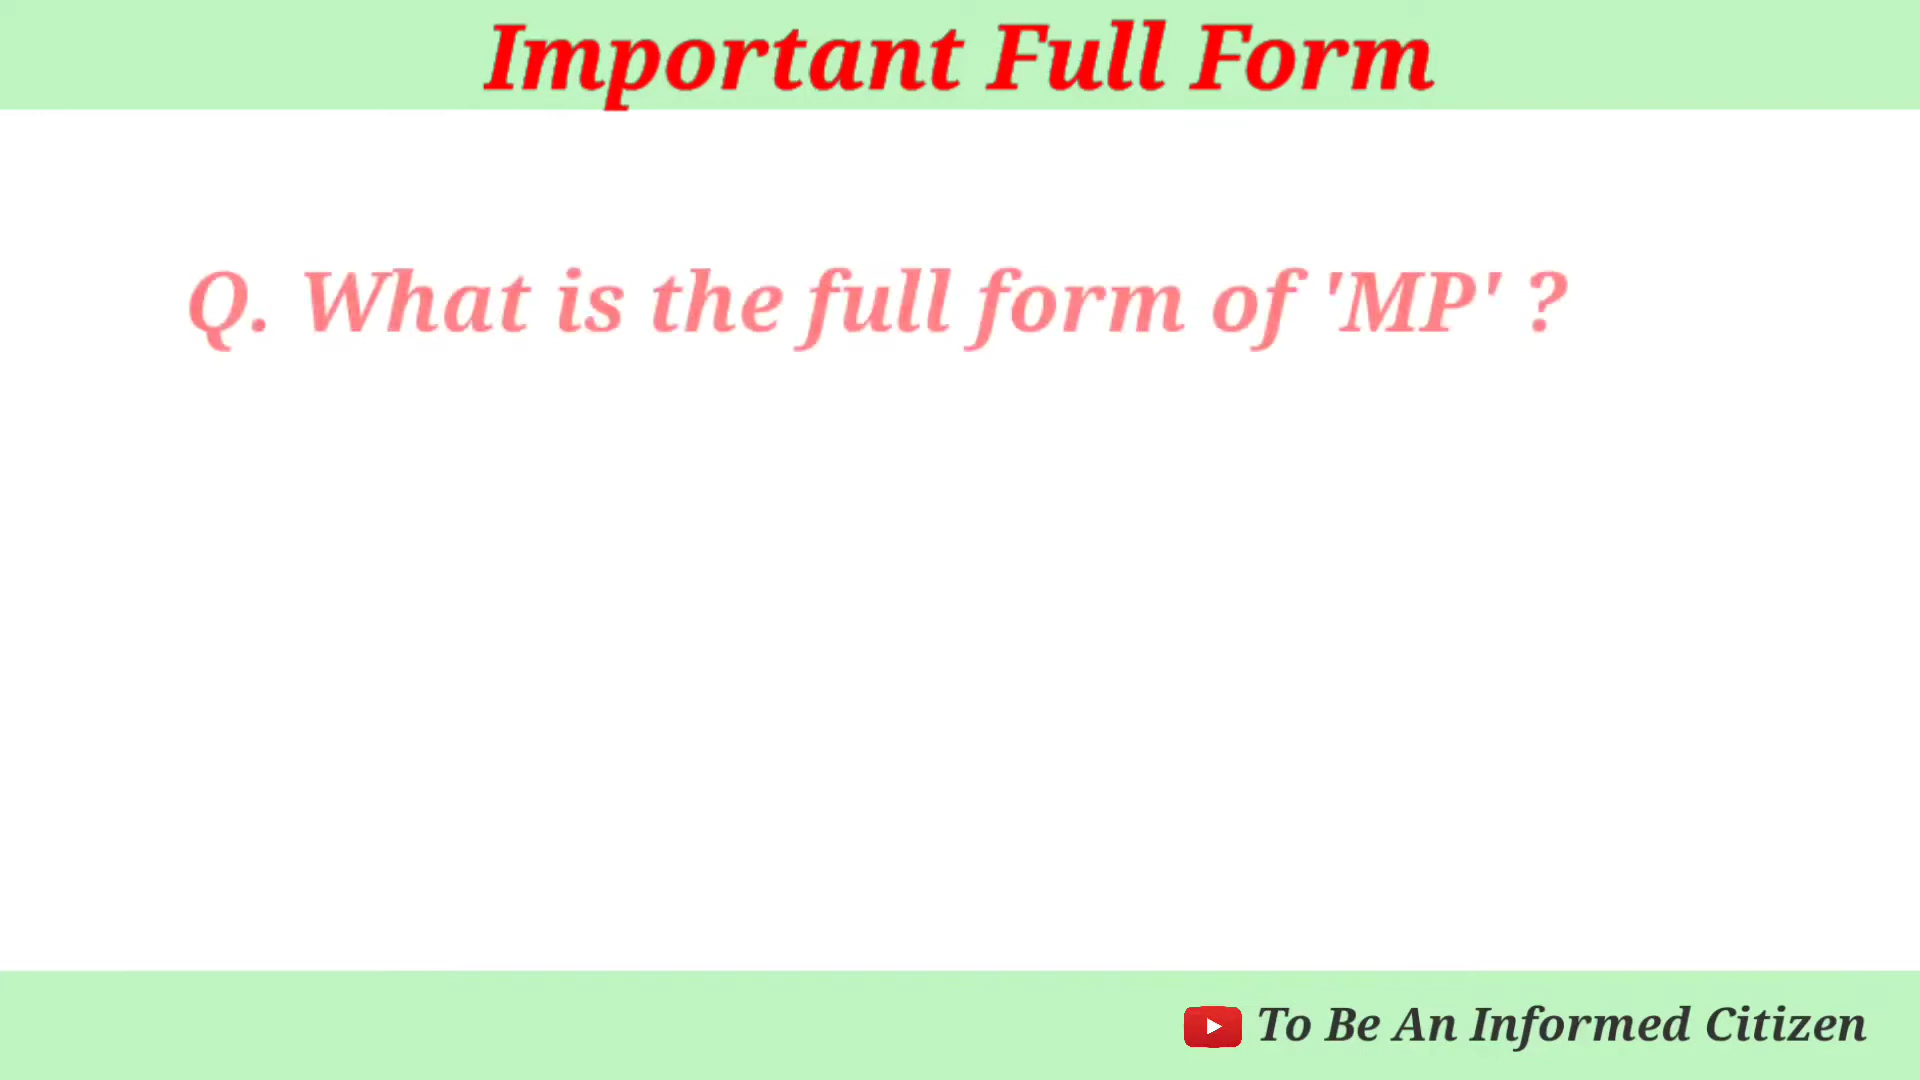 Important Full Form
Q. What is the full form of 'MP' ?
To Be An Informed Citizen